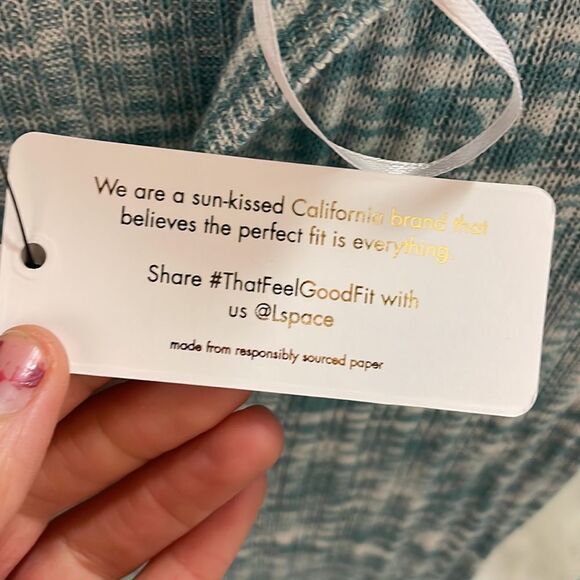 We are a sun-kissed California brand that
believes the perfect fit is everything.
Share #ThatFeelGoodFit with
us @Lspace
made from responsibly sourced paper